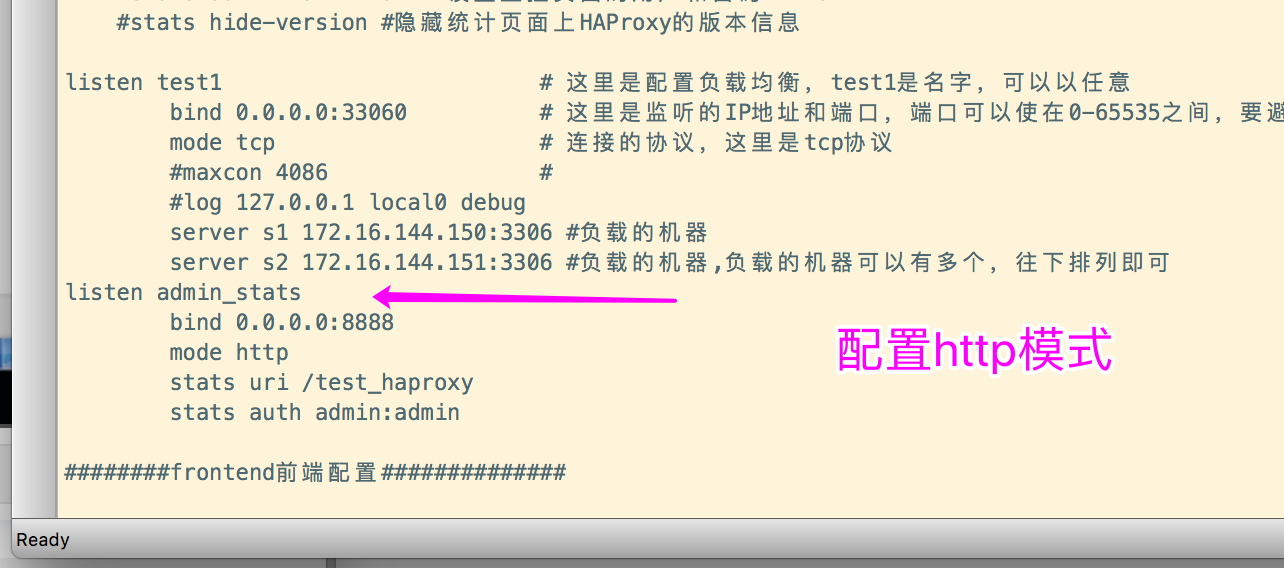 #stats hide-version #隐藏统计页面上HAProxy的版本信息
listen test1 # 这里是配置负载均衡，test1是名字，可以以任意
bind 0.0.0.0:33060 # 这里是监听的IP地址和端口，端口可以使在0-65535之间，要避
mode tcp # 连接的协议，这里是tcp协议
#maxcon 4086 #
#log 127.0.0.1 local0 debug
server s1 172.16.144.150:3306 #负载的机器
server s2 172.16.144.151:3306 #负载的机器,负载的机器可以有多个，往下排列即可
listen admin_stats
bind 0.0.0.0:8888
mode http
stats uri /test_haproxy
stats auth admin:admin
配置http模式
########frontend前端配置##############
Ready